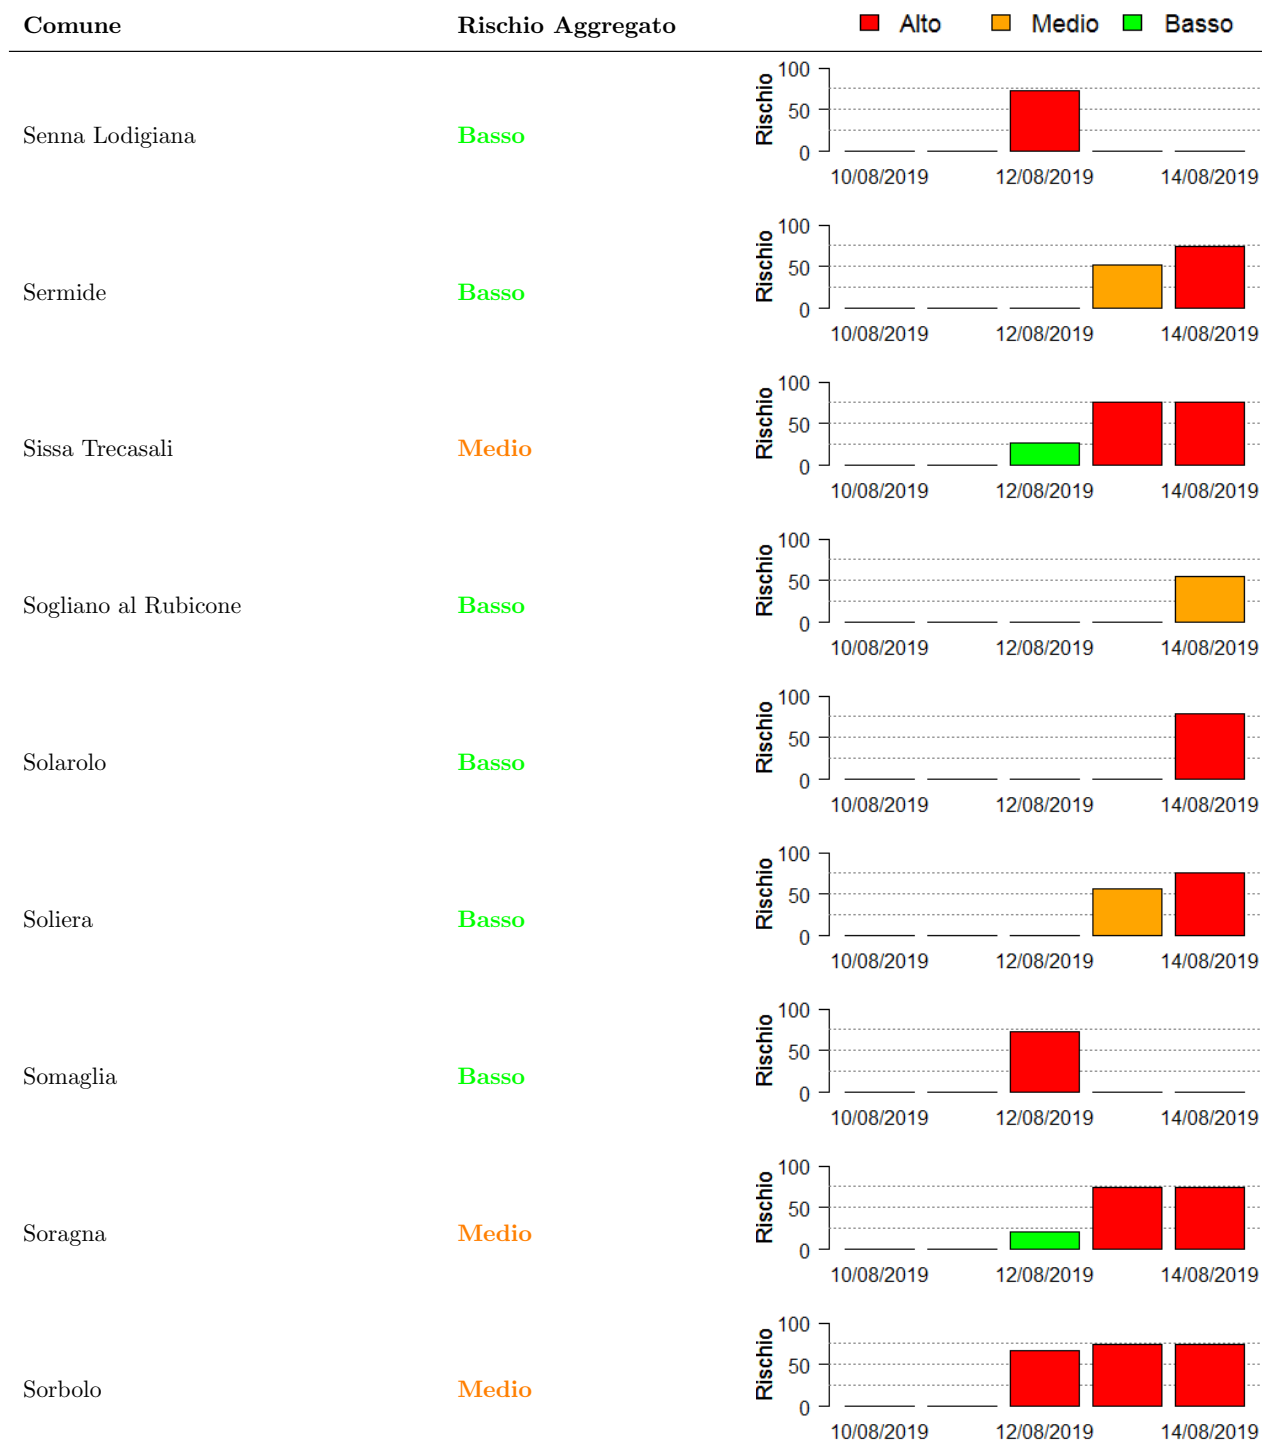 Comune Rischio Aggregato Alto Medio Basso
Senna Lodigiana Basso Rischio 100 50 0
10/08/2019 12/08/2019 14/08/2019
Sermide Basso Rischio 100 50 0
10/08/2019 12/08/2019 14/08/2019
Sissa Trecasali Medio Rischio 100 50 0
10/08/2019 12/08/2019 14/08/2019
Sogliano al Rubicone Basso Rischio 100 50 0
10/08/2019 12/08/2019 14/08/2019
Solarolo Basso Rischio 100 50 0
10/08/2019 12/08/2019 14/08/2019
Soliera Basso Rischio 100 50 0
10/08/2019 12/08/2019 14/08/2019
Somaglia Basso Rischio 100 50 0
10/08/2019 12/08/2019 14/08/2019
Soragna Medio Rischio 100 50 0
10/08/2019 12/08/2019 14/08/2019
Sorbolo Medio Rischio 100 50 0
10/08/2019 12/08/2019 14/08/2019